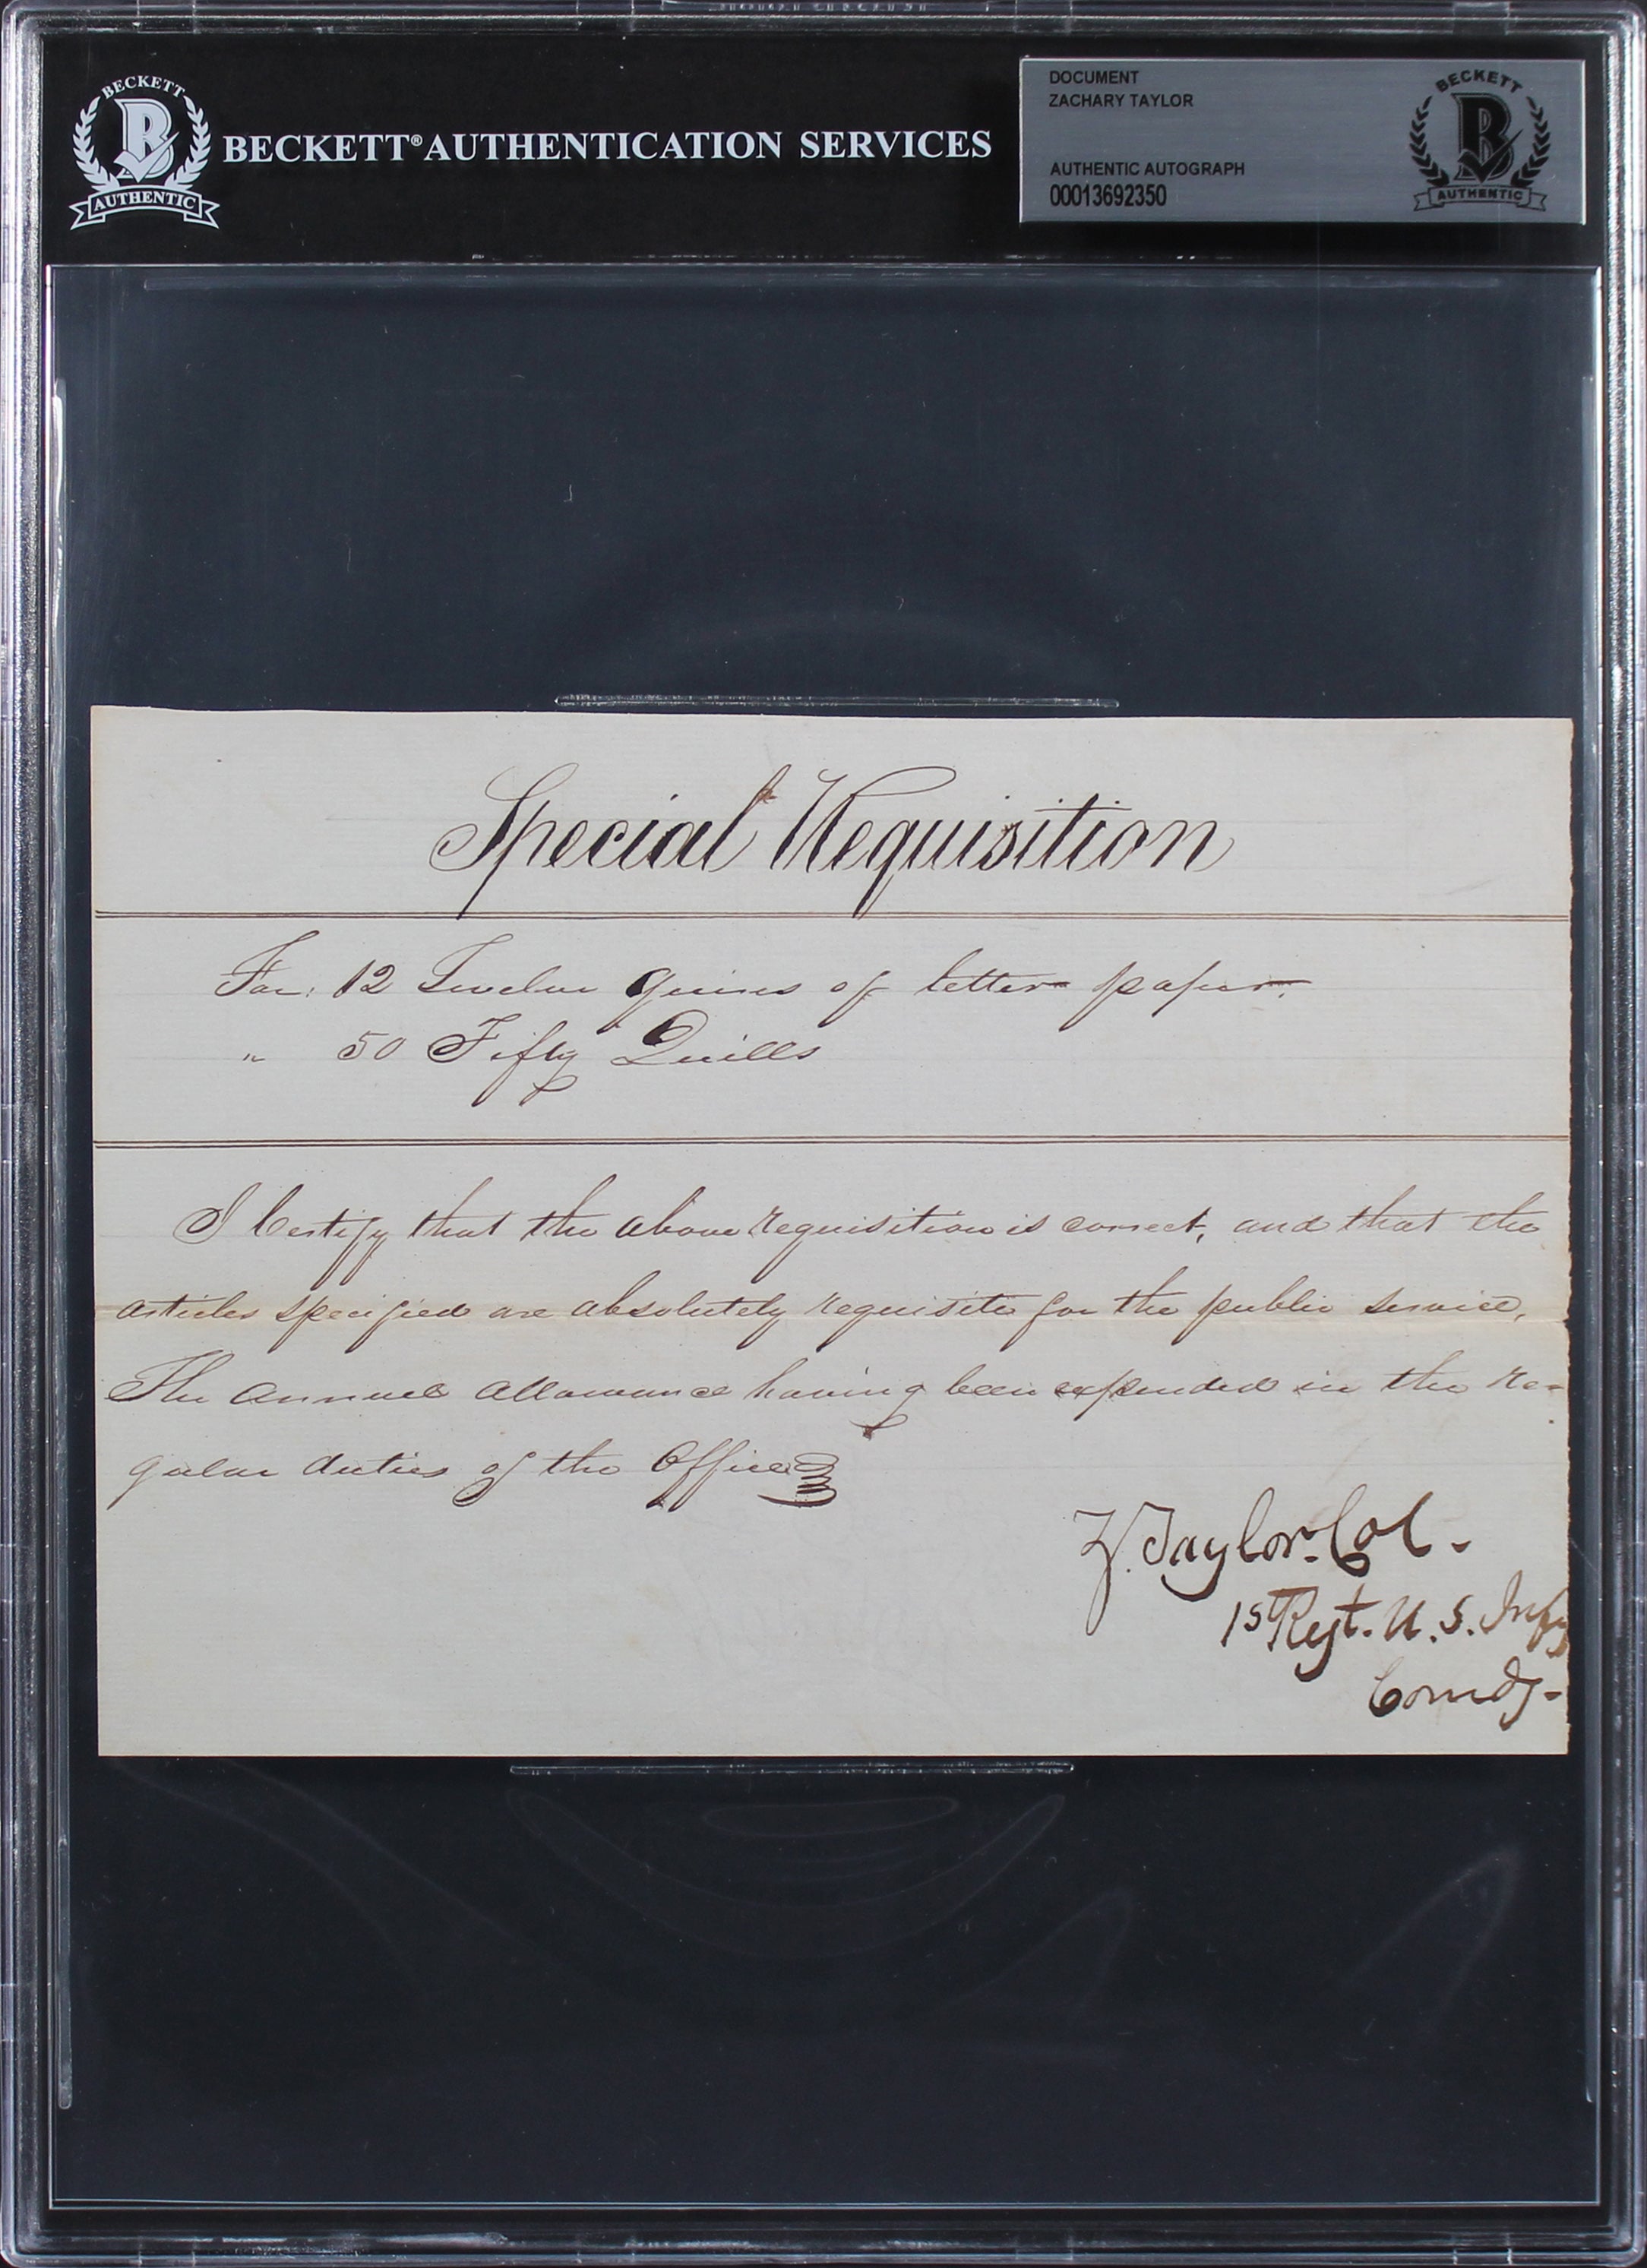 BECKETT
B
AUTHENTIC
BECKETT® AUTHENTICATION SERVICES
DOCUMENT
ZACHARY TAYLOR
AUTHENTIC AUTOGRAPH
00013692350
BECKETT
B
AUTHENTIC
Special Requisition
For: 12 Twelve Quires of letter paper.
" 50 Fifty Quills
I Certify that the above requisition is correct, and that the
articles specified are absolutely requisite for the public service,
The annual allowance having been expended in the re-
gular duties of the Office
Z. Taylor. Col.
1st Regt. U. S. Infy
Comdg-